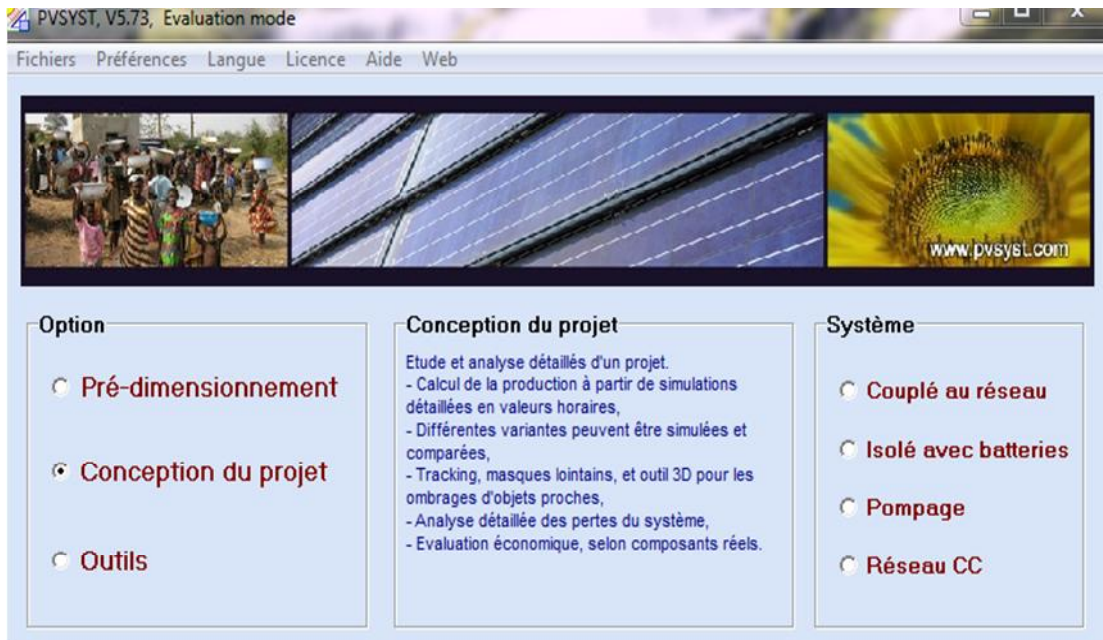 PVSYST, V5.73, Evaluation mode
Fichiers Préférences Langue Licence Aide Web
www.pvsyst.com
Option
Pré-dimensionnement
Conception du projet
Outils
Conception du projet
Etude et analyse détaillés d'un projet.
- Calcul de la production à partir de simulations
détaillées en valeurs horaires,
- Différentes variantes peuvent être simulées et
comparées,
- Tracking, masques lointains, et outil 3D pour les
ombrages d'objets proches,
- Analyse détaillée des pertes du système,
- Evaluation économique, selon composants réels.
Système
Couplé au réseau
Isolé avec batteries
Pompage
Réseau CC